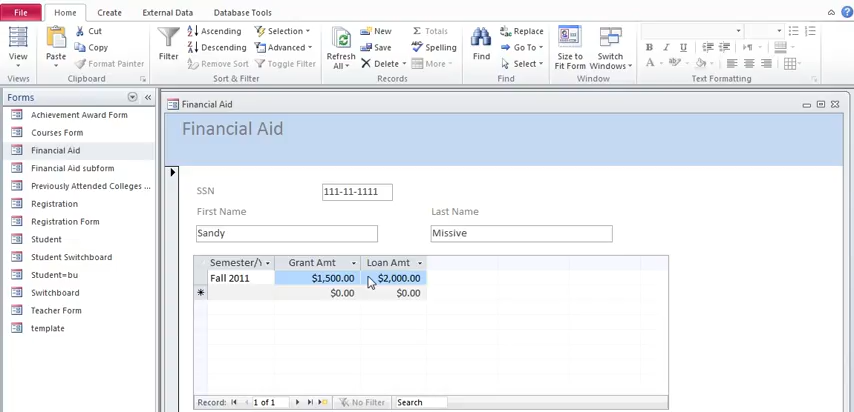 File Home Create External Data Database Tools
View
Views
Paste
Cut
Copy
Format Painter
Clipboard
Filter
Ascending
Descending
Remove Sort
Selection
Advanced
Toggle Filter
Sort & Filter
Refresh
All
New
Save
Delete
Totals
Spelling
More
Records
Find
Replace
Go To
Select
Find
Size to
Fit Form
Switch
Windows
Window
B I U
A
Text Formatting
Forms
Achievement Award Form
Courses Form
Financial Aid
Financial Aid subform
Previously Attended Colleges ...
Registration
Registration Form
Student
Student Switchboard
Student=bu
Switchboard
Teacher Form
template
Financial Aid
Financial Aid
SSN 111-11-1111
First Name Last Name
Sandy Missive
Semester/Y Grant Amt Loan Amt
Fall 2011 $1,500.00 $2,000.00
$0.00 $0.00
Record: 1 of 1 No Filter Search